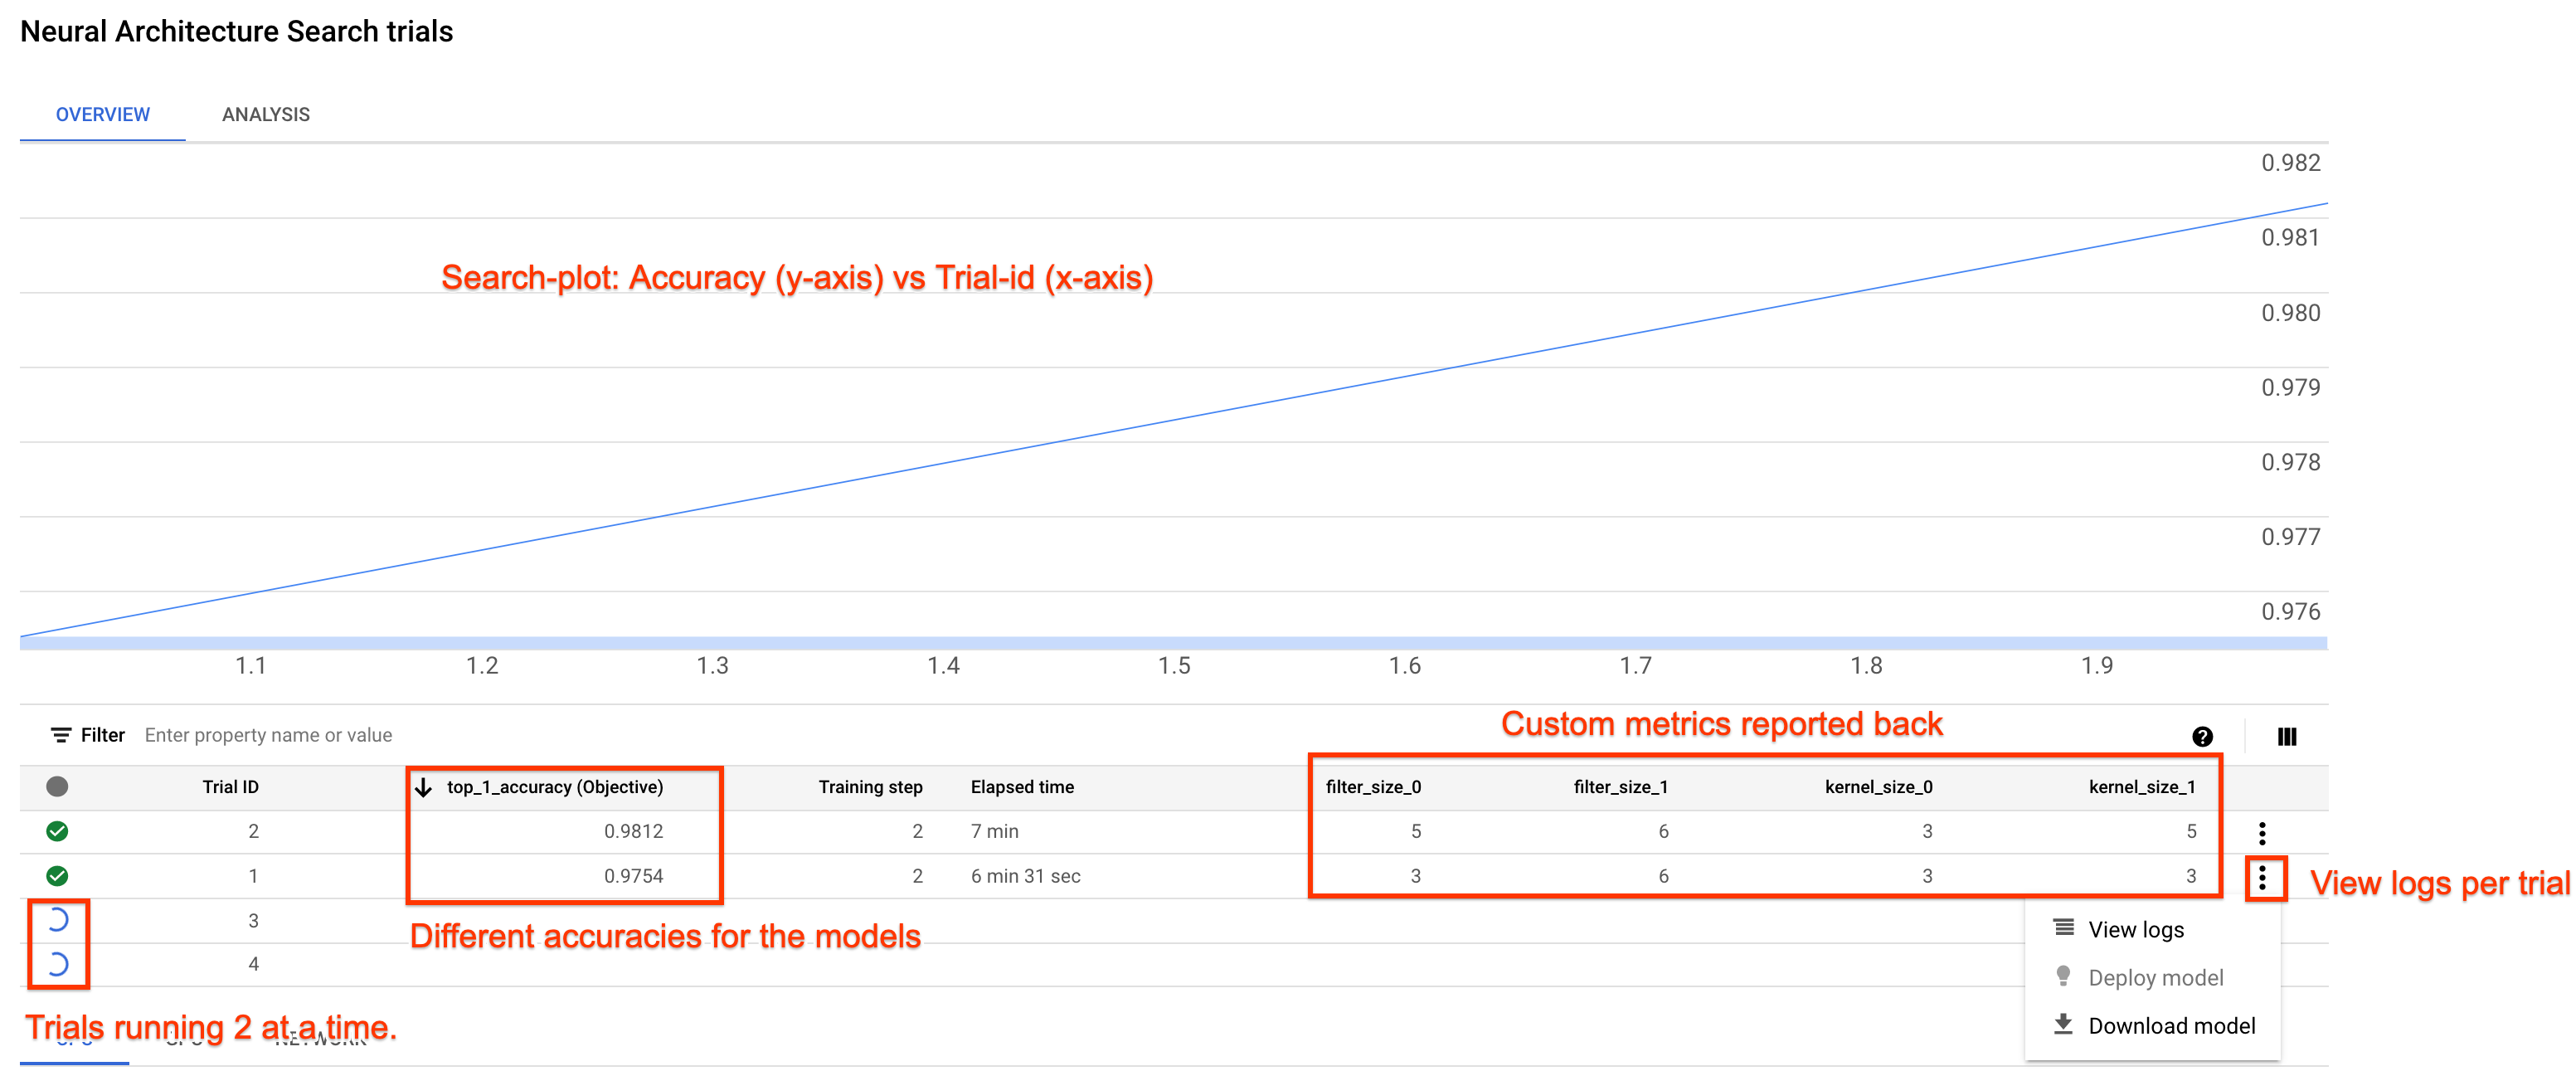 Neural Architecture Search trials
OVERVIEW ANALYSIS
0.982
0.981
Search-plot: Accuracy (y-axis) vs Trial-id (x-axis)
0.980
0.979
0.978
0.977
0.976
1.1 1.2 1.3 1.4 1.5 1.6 1.7 1.8 1.9
Custom metrics reported back
Filter Enter property name or value
Trial ID top_1_accuracy (Objective) Training step Elapsed time filter_size_0 filter_size_1 kernel_size_0 kernel_size_1
2 0.9812 2 7 min 5 6 3 5
1 0.9754 2 6 min 31 sec 3 6 3 3
View logs per trial
3
Different accuracies for the models
4
View logs
Deploy model
Download model
Trials running 2 at a time.
NETWORK